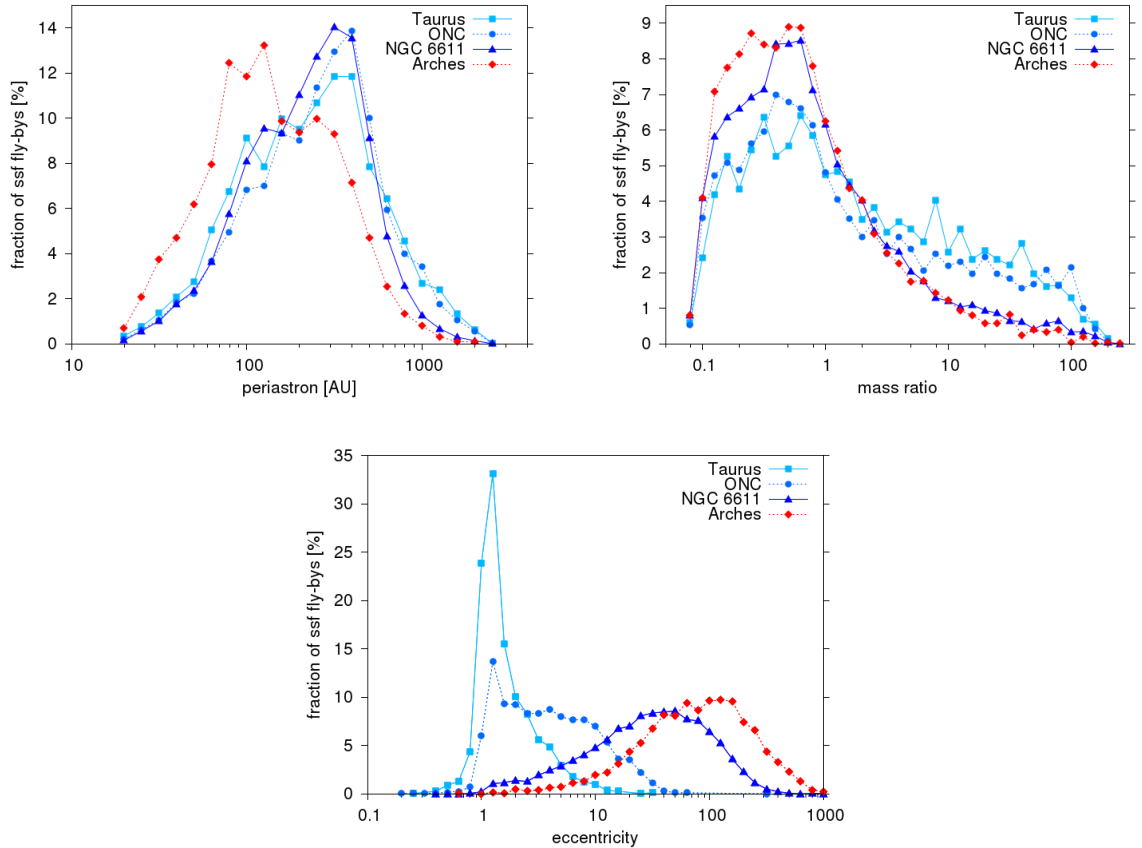 fraction of ssf fly-bys [%]
14
12
10
8
6
4
2
0
10
100
1000
periastron [AU]
Taurus
ONC
NGC 6611
Arches
fraction of ssf fly-bys [%]
9
8
7
6
5
4
3
2
1
0
0.1
1
10
100
mass ratio
Taurus
ONC
NGC 6611
Arches
fraction of ssf fly-bys [%]
35
30
25
20
15
10
5
0
0.1
1
10
100
1000
eccentricity
Taurus
ONC
NGC 6611
Arches